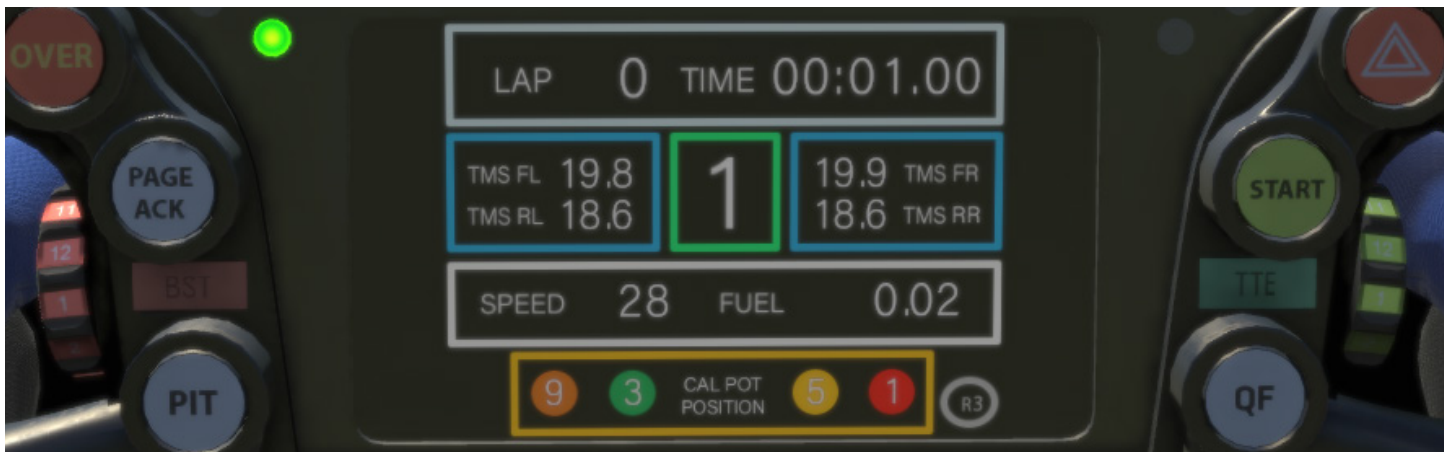 OVER
LAP 0 TIME 00:01.00
PAGE
ACK
TMS FL 19.8
TMS RL 18.6
1
19.9 TMS FR
18.6 TMS RR
START
11
12
1
2
BST
SPEED 28 FUEL 0.02
TTE
11
12
1
PIT
9 3 CAL POT
POSITION 5 1
R3
QF